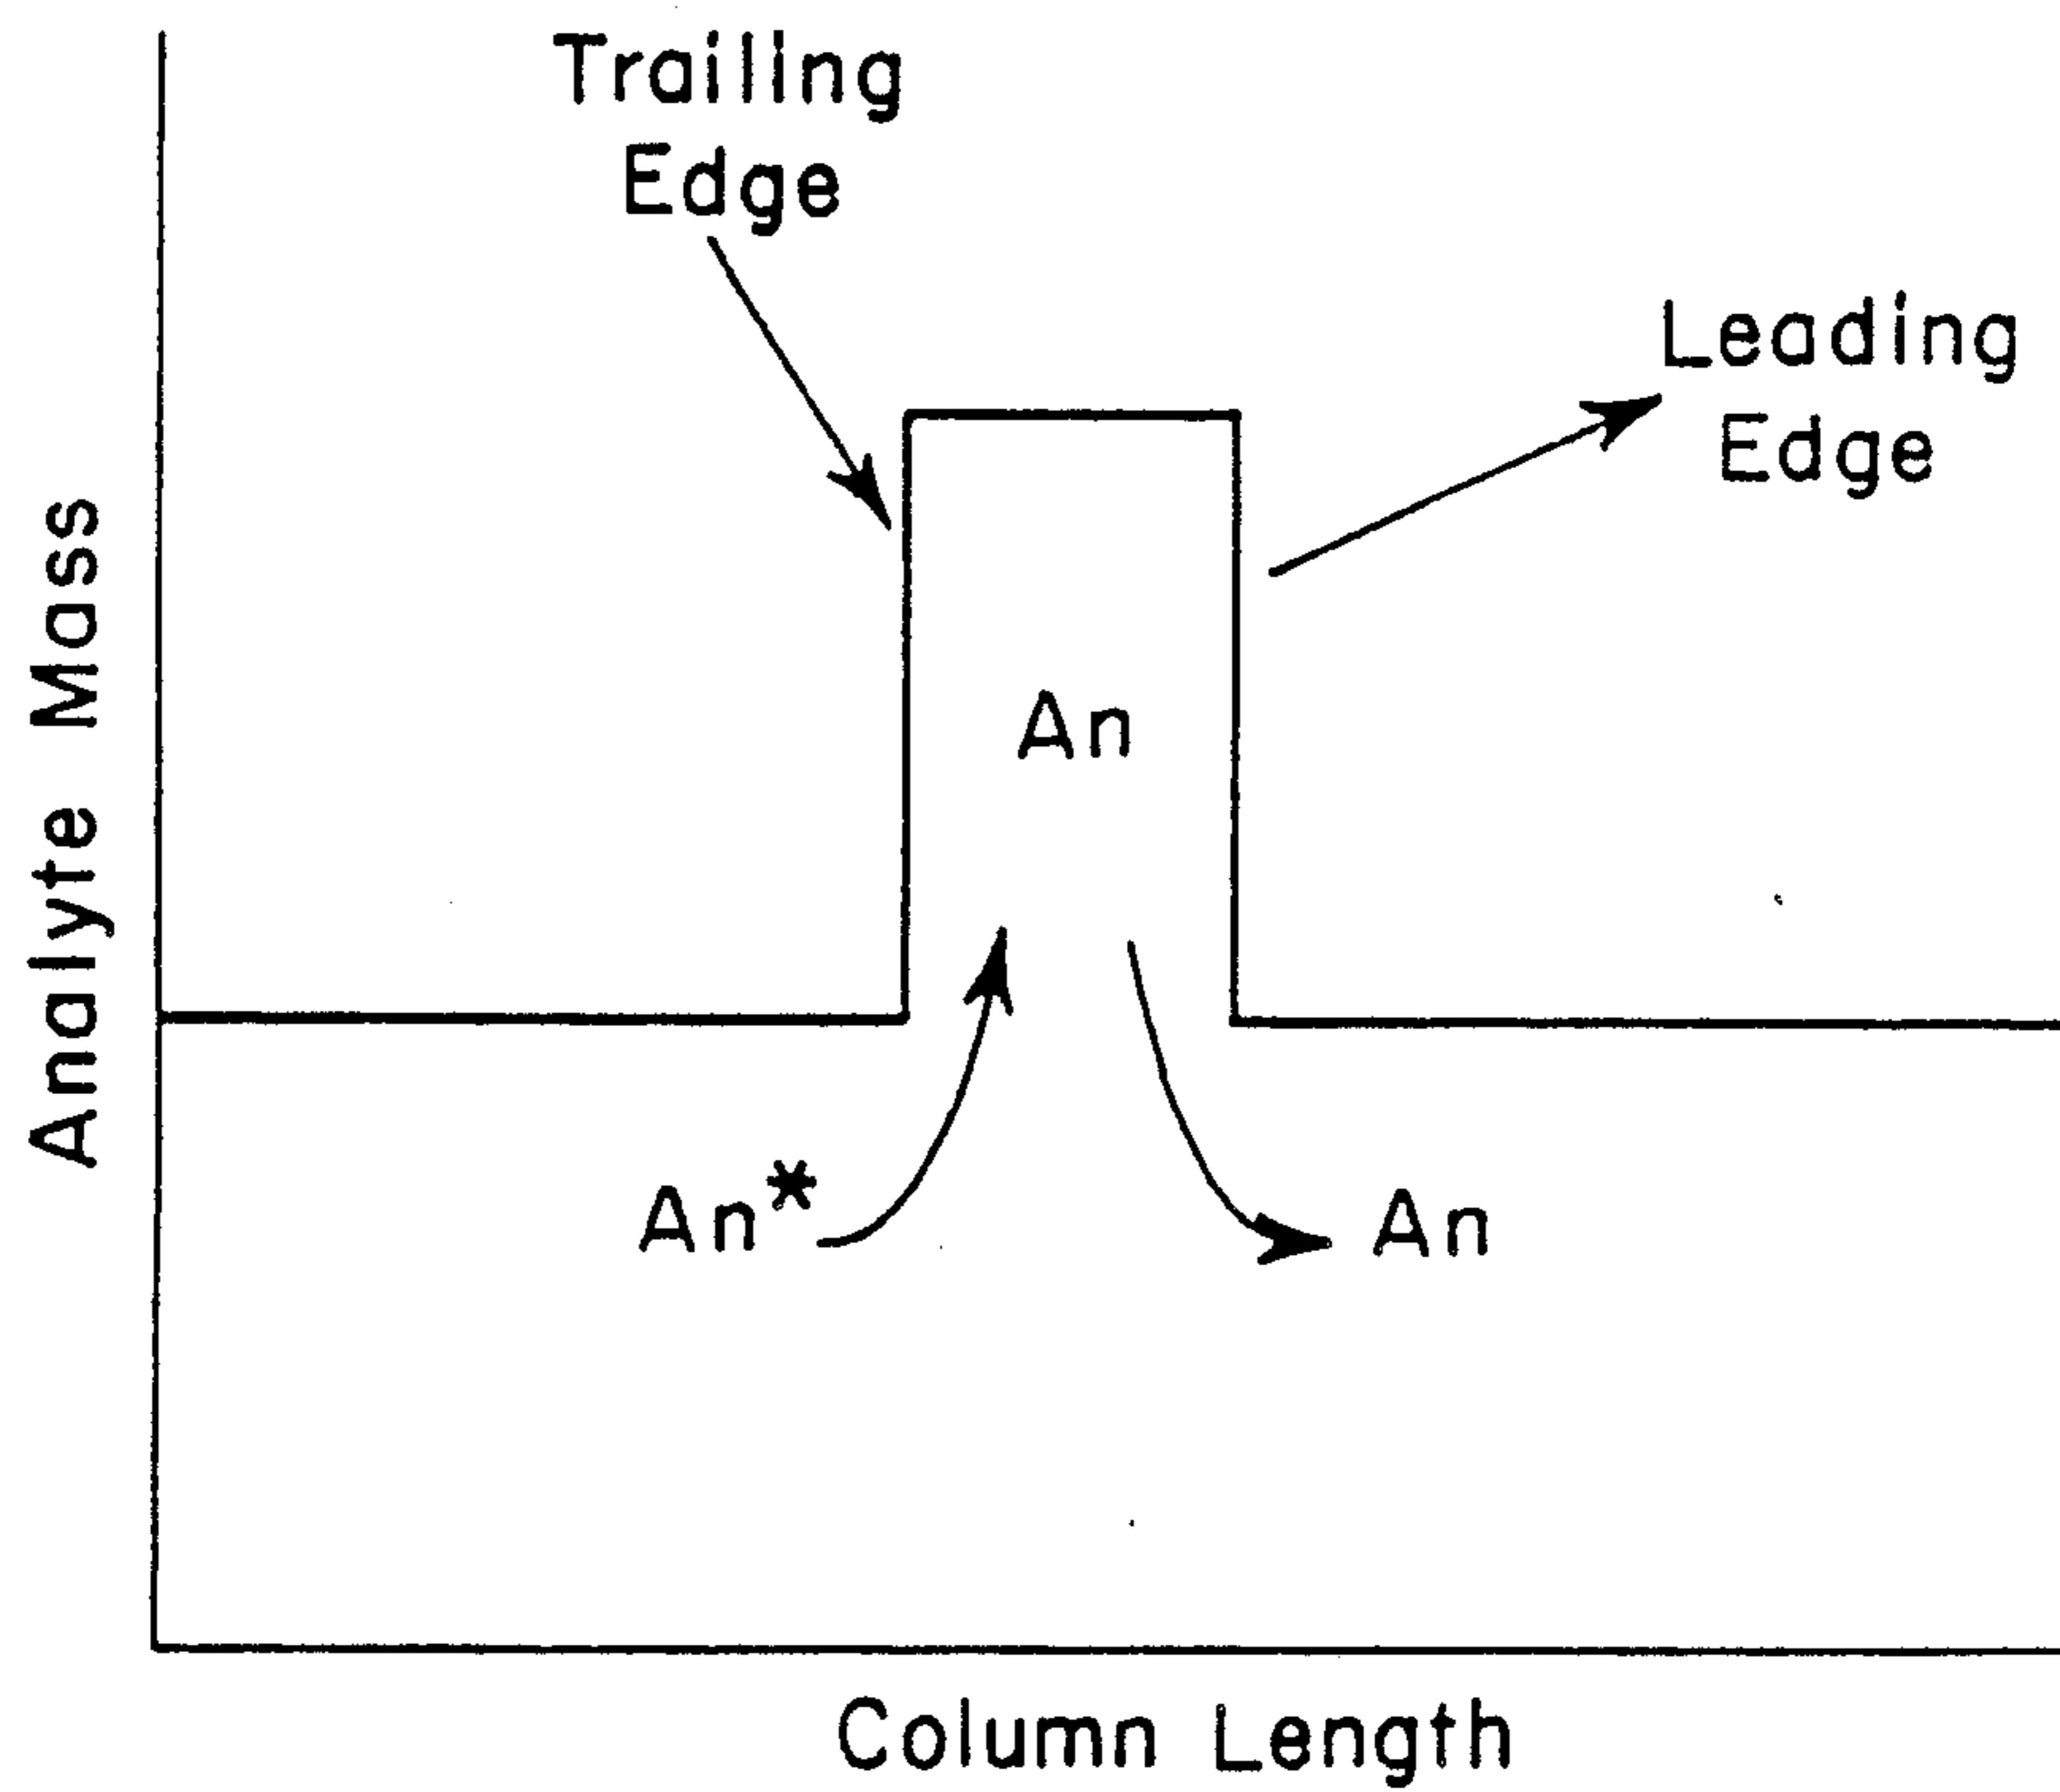 Trailing
Edge
Leading
Edge
Analyte Mass
An
An*
An
Column Length